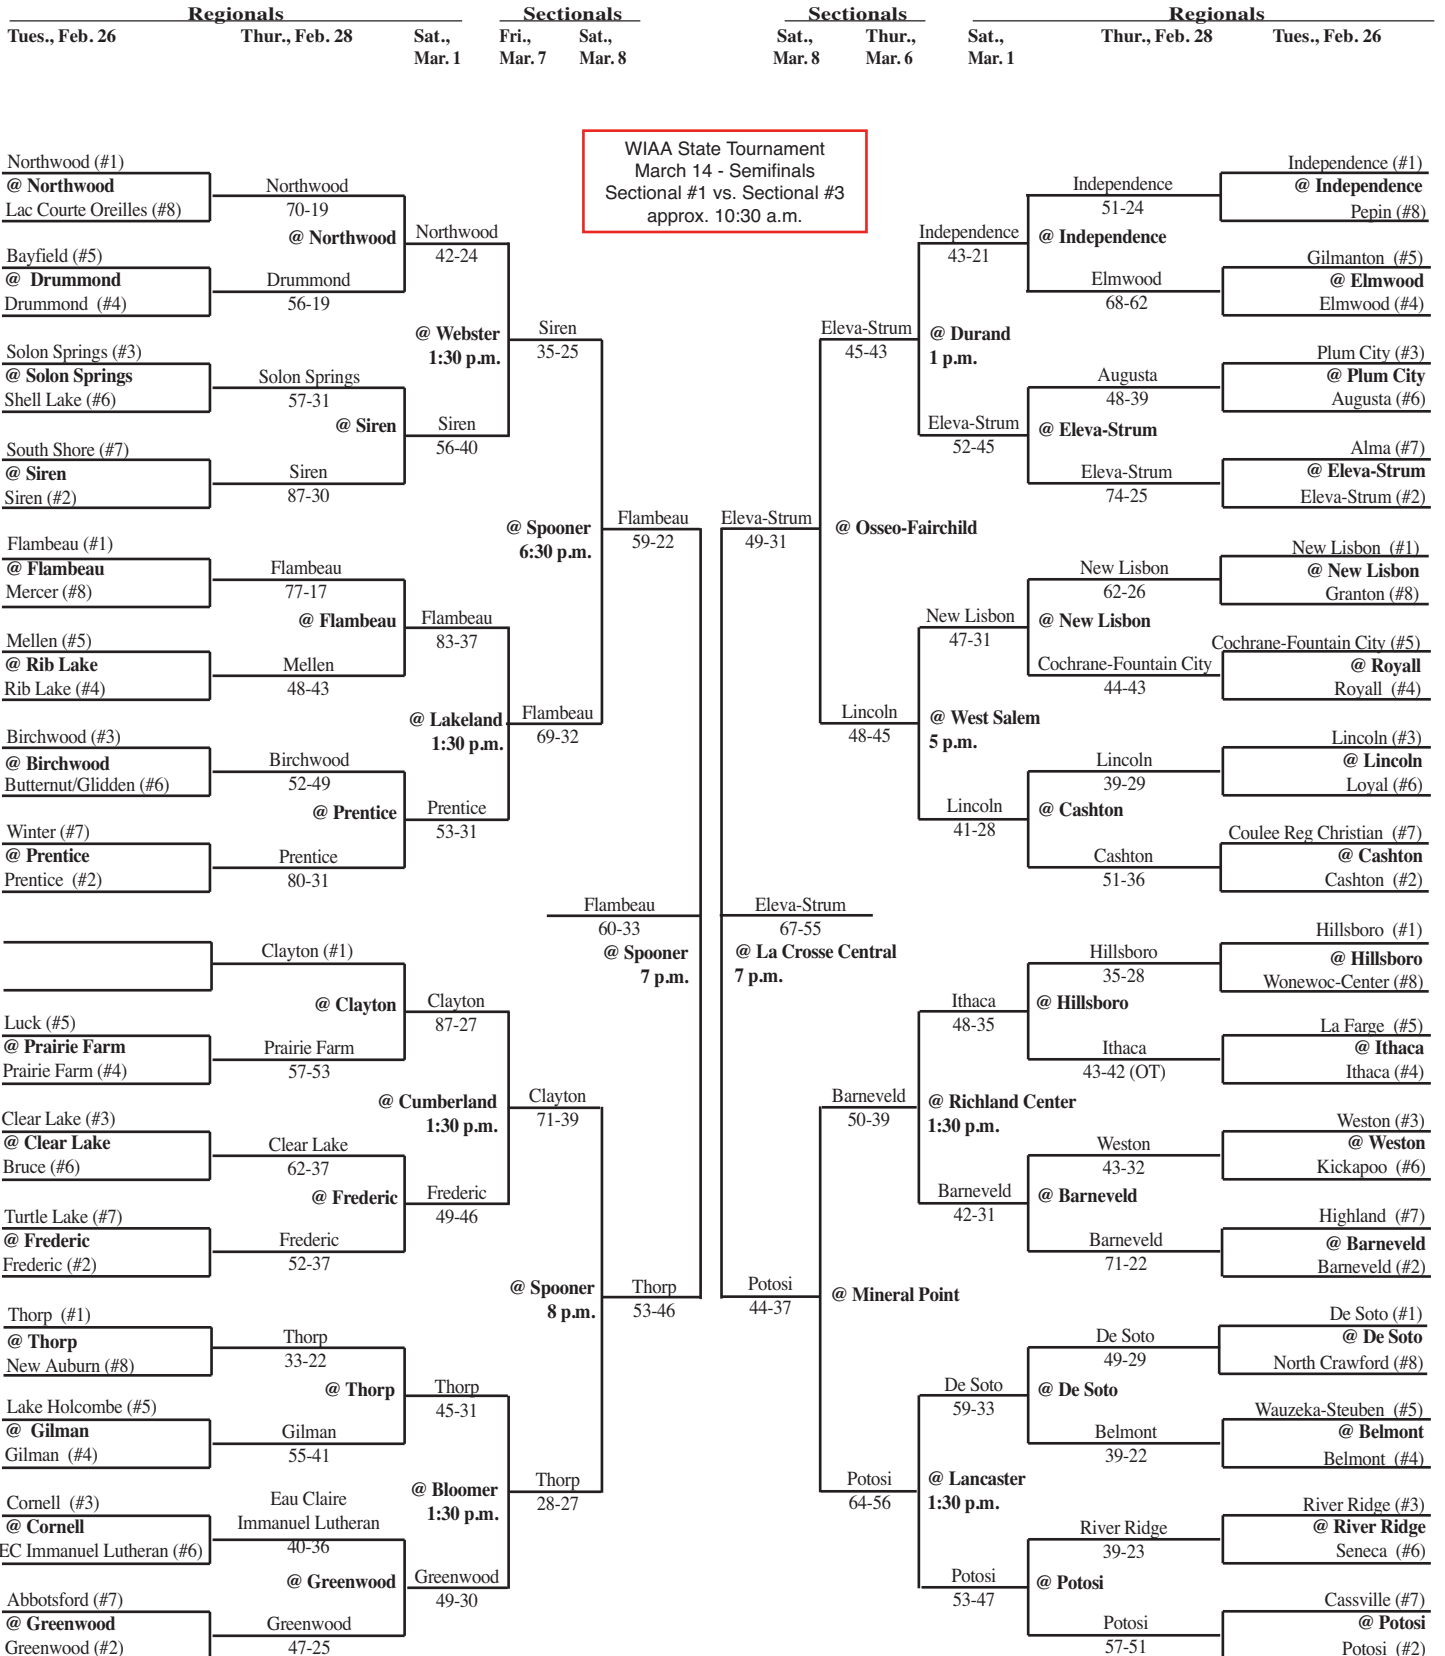 Regionals
Sectionals
Sectionals
Regionals
Tues., Feb. 26
Thur., Feb. 28
Sat.,
Mar. 1
Fri.,
Mar. 7
Sat.,
Mar. 8
Sat.,
Mar. 8
Thur.,
Mar. 6
Sat.,
Mar. 1
Thur., Feb. 28
Tues., Feb. 26
WIAA State Tournament
March 14 - Semifinals
Sectional #1 vs. Sectional #3
approx. 10:30 a.m.
Northwood (#1)
@ Northwood
Lac Courte Oreilles (#8)
Bayfield (#5)
@ Drummond
Drummond (#4)
Solon Springs (#3)
@ Solon Springs
Shell Lake (#6)
South Shore (#7)
@ Siren
Siren (#2)
Flambeau (#1)
@ Flambeau
Mercer (#8)
Mellen (#5)
@ Rib Lake
Rib Lake (#4)
Birchwood (#3)
@ Birchwood
Butternut/Glidden (#6)
Winter (#7)
@ Prentice
Prentice (#2)
Luck (#5)
@ Prairie Farm
Prairie Farm (#4)
Clear Lake (#3)
@ Clear Lake
Bruce (#6)
Turtle Lake (#7)
@ Frederic
Frederic (#2)
Thorp (#1)
@ Thorp
New Auburn (#8)
Lake Holcombe (#5)
@ Gilman
Gilman (#4)
Cornell (#3)
@ Cornell
EC Immanuel Lutheran (#6)
Abbotsford (#7)
@ Greenwood
Greenwood (#2)
Northwood
70-19
@ Northwood
Drummond
56-19
Solon Springs
57-31
@ Siren
Siren
87-30
Flambeau
77-17
@ Flambeau
Mellen
48-43
Birchwood
52-49
@ Prentice
Prentice
80-31
Clayton (#1)
@ Clayton
Prairie Farm
57-53
Clear Lake
62-37
@ Frederic
Frederic
52-37
Thorp
33-22
@ Thorp
Gilman
55-41
Eau Claire
Immanuel Lutheran
40-36
@ Greenwood
Greenwood
47-25
Northwood
42-24
@ Webster
1:30 p.m.
Siren
56-40
Flambeau
83-37
@ Lakeland
1:30 p.m.
Prentice
53-31
Clayton
87-27
@ Cumberland
1:30 p.m.
Frederic
49-46
Thorp
45-31
@ Bloomer
1:30 p.m.
Greenwood
49-30
Siren
35-25
@ Spooner
6:30 p.m.
Flambeau
69-32
Clayton
71-39
@ Spooner
8 p.m.
Thorp
28-27
Flambeau
59-22
Flambeau
60-33
@ Spooner
7 p.m.
Thorp
53-46
Eleva-Strum
49-31
Eleva-Strum
67-55
@ La Crosse Central
7 p.m.
Potosi
44-37
Eleva-Strum
45-43
@ Osseo-Fairchild
Lincoln
48-45
Barneveld
50-39
@ Mineral Point
Potosi
64-56
Independence
43-21
@ Durand
1 p.m.
Eleva-Strum
52-45
New Lisbon
47-31
@ West Salem
5 p.m.
Lincoln
41-28
Ithaca
48-35
@ Richland Center
1:30 p.m.
Barneveld
42-31
De Soto
59-33
@ Lancaster
1:30 p.m.
Potosi
53-47
Independence
51-24
@ Independence
Elmwood
68-62
Augusta
48-39
@ Eleva-Strum
Eleva-Strum
74-25
New Lisbon
62-26
@ New Lisbon
Cochrane-Fountain City
44-43
Lincoln
39-29
@ Cashton
Cashton
51-36
Hillsboro
35-28
@ Hillsboro
Ithaca
43-42 (OT)
Weston
43-32
@ Barneveld
Barneveld
71-22
De Soto
49-29
@ De Soto
Belmont
39-22
River Ridge
39-23
@ Potosi
Potosi
57-51
Independence (#1)
@ Independence
Pepin (#8)
Gilmanton (#5)
@ Elmwood
Elmwood (#4)
Plum City (#3)
@ Plum City
Augusta (#6)
Alma (#7)
@ Eleva-Strum
Eleva-Strum (#2)
New Lisbon (#1)
@ New Lisbon
Granton (#8)
Cochrane-Fountain City (#5)
@ Royall
Royall (#4)
Lincoln (#3)
@ Lincoln
Loyal (#6)
Coulee Reg Christian (#7)
@ Cashton
Cashton (#2)
Hillsboro (#1)
@ Hillsboro
Wonewoc-Center (#8)
La Farge (#5)
@ Ithaca
Ithaca (#4)
Weston (#3)
@ Weston
Kickapoo (#6)
Highland (#7)
@ Barneveld
Barneveld (#2)
De Soto (#1)
@ De Soto
North Crawford (#8)
Wauzeka-Steuben (#5)
@ Belmont
Belmont (#4)
River Ridge (#3)
@ River Ridge
Seneca (#6)
Cassville (#7)
@ Potosi
Potosi (#2)